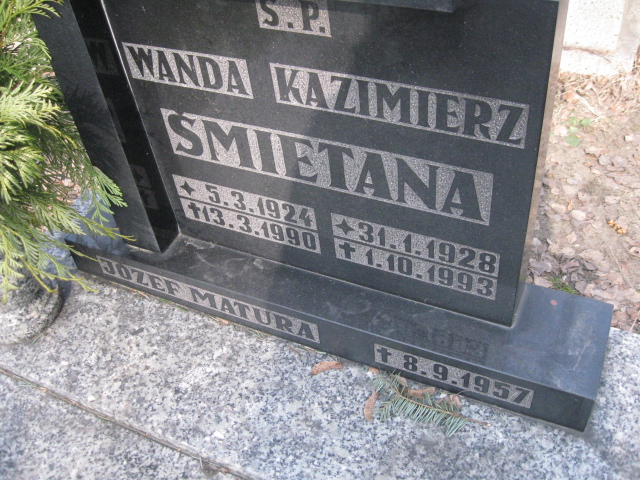 S.P.
WANDA KAZIMIERZ
ŚMIETANA
5.3.1924 31.1.1928
✝13.3.1990 ✝1.10.1993
JÓZEF MATURA ✝8.9.1957